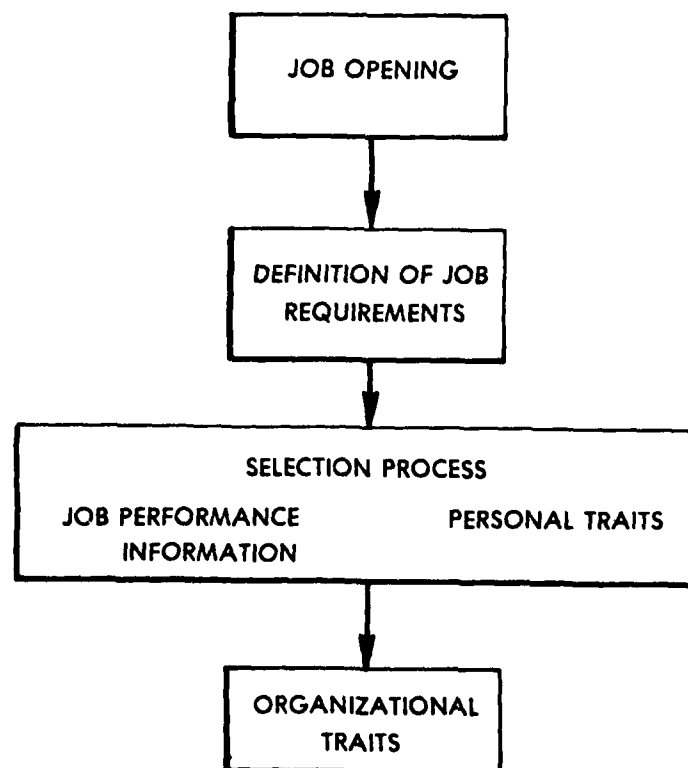 JOB OPENING
DEFINITION OF JOB
REQUIREMENTS
SELECTION PROCESS
JOB PERFORMANCE
INFORMATION
PERSONAL TRAITS
ORGANIZATIONAL
TRAITS